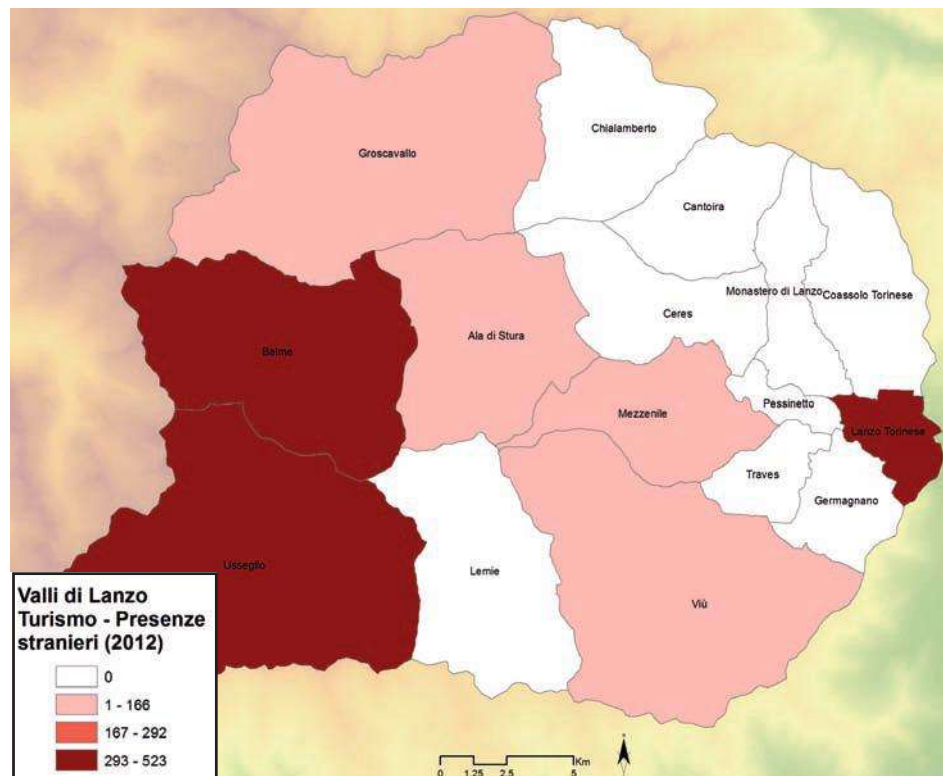 Chialamberto
Groscavallo
Cantoira
Monastero di Lanzo
Coassolo Torinese
Ceres
Ala di Stura
Balme
Pessinetto
Mezzenile
Lanzo Torinese
Traves
Germagnano
Usseglio
Lemie
Viù
Valli di Lanzo
Turismo - Presenze
stranieri (2012)
0
1 - 166
167 - 292
293 - 523
Km
0 1.25 2.5 5